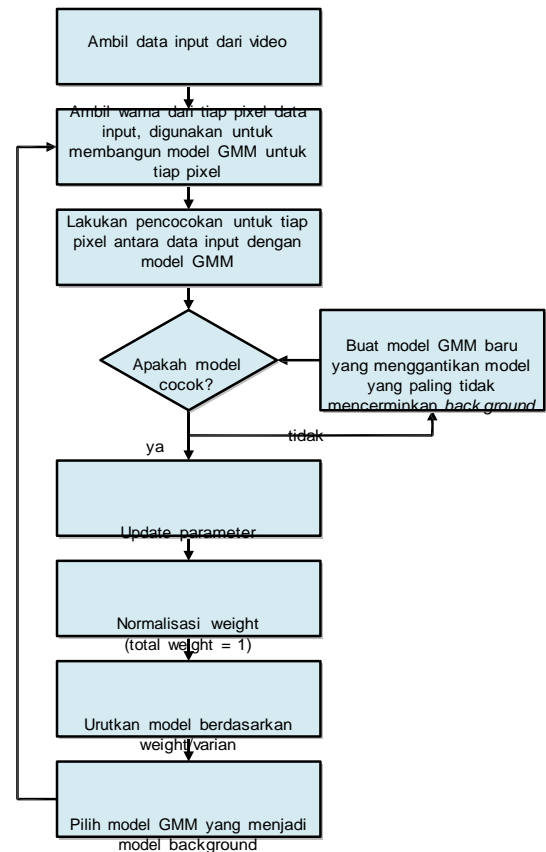 Ambil data input dari video
Ambil warna dari tiap pixel data
input, digunakan untuk
membangun model GMM untuk
tiap pixel
Lakukan pencocokan untuk tiap
pixel antara data input dengan
model GMM
Apakah model
cocok?
Buat model GMM baru
yang menggantikan model
yang paling tidak
mencerminkan back ground
tidak
ya
Update parameter
Normalisasi weight
(total weight = 1)
Urutkan model berdasarkan
weight/varian
Pilih model GMM yang menjadi
model background